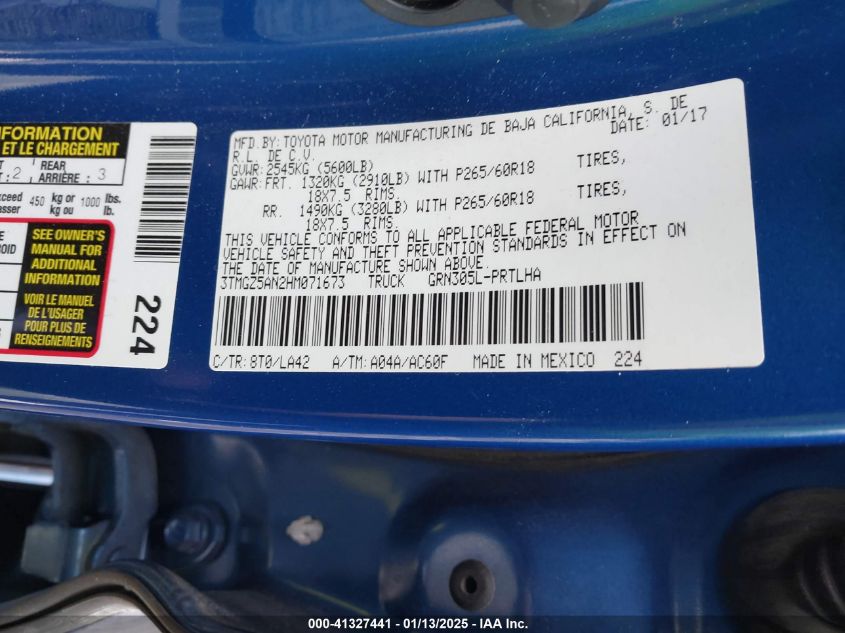 NFORMATION
ET LE CHARGEMENT
2 REAR
ARRIÈRE : 3
450 kg or 1000 lbs.
kg ou lb.
SEE OWNER'S
MANUAL FOR
ADDITIONAL
INFORMATION
VOIR LE MANUEL
DE L'USAGER
POUR PLUS DE
RENSEIGNEMENTS
224
MFD.BY:TOYOTA MOTOR MANUFACTURING DE BAJA CALIFORNIA, S. DE
R.L. DE C.V. DATE: 01/17
GVWR:2545KG (5600LB)
GAWR:FRT. 1320KG (2910LB) WITH P265/60R18 TIRES,
18X7.5 RIMS
RR. 1490KG (3280LB) WITH P265/60R18 TIRES,
18X7.5 RIMS
THIS VEHICLE CONFORMS TO ALL APPLICABLE FEDERAL MOTOR
VEHICLE SAFETY AND THEFT PREVENTION STANDARDS IN EFFECT ON
THE DATE OF MANUFACTURE SHOWN ABOVE.
3TMGZ5AN2HM071673 TRUCK GRN305L-PRTLHA
C/TR:8T0/LA42 A/TM:A04A/AC60F MADE IN MEXICO 224
000-41327441 - 01/13/2025 - IAA Inc.